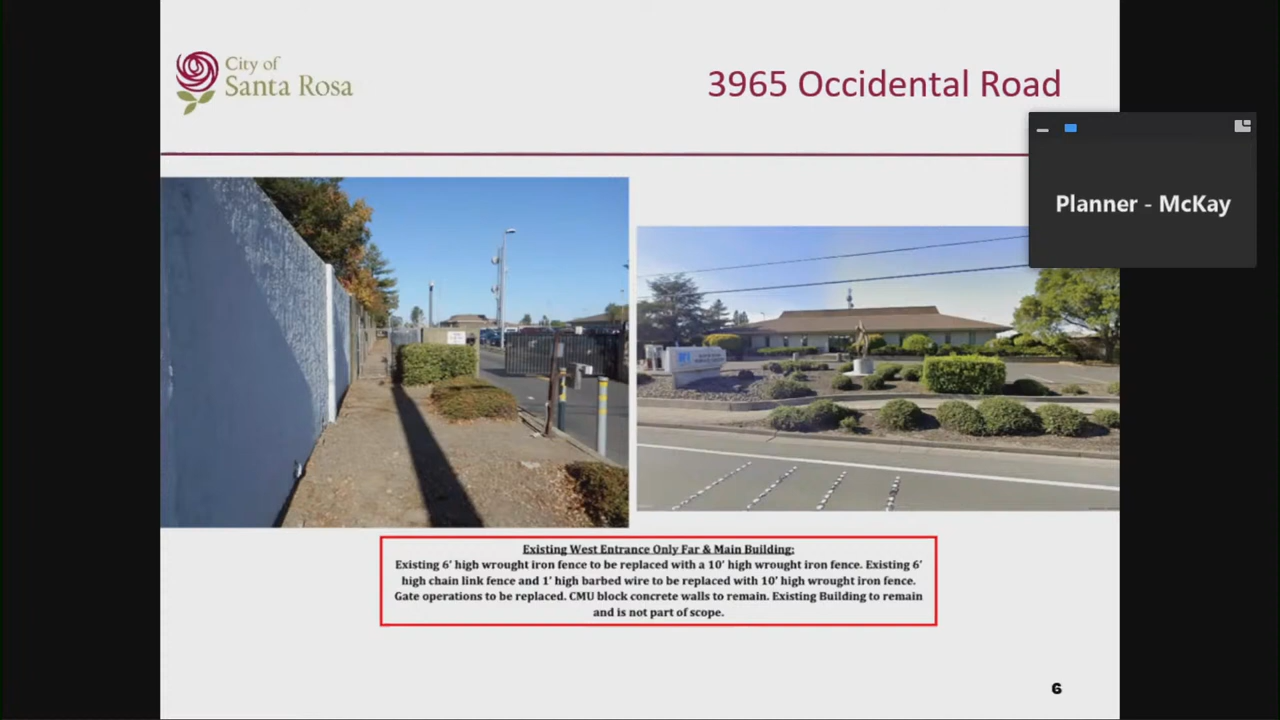 City of
Santa Rosa
3965 Occidental Road
Planner - McKay
Existing West Entrance Only Far & Main Building:
Existing 6' high wrought iron fence to be replaced with a 10' high wrought iron fence. Existing 6'
high chain link fence and 1' high barbed wire to be replaced with 10' high wrought iron fence.
Gate operations to be replaced. CMU block concrete walls to remain. Existing Building to remain
and is not part of scope.
6